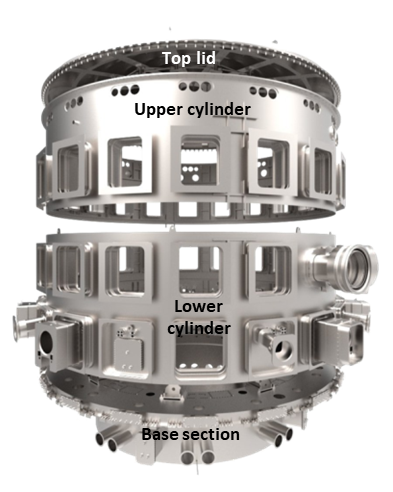 Top lid
Upper cylinder
Lower
cylinder
Base section